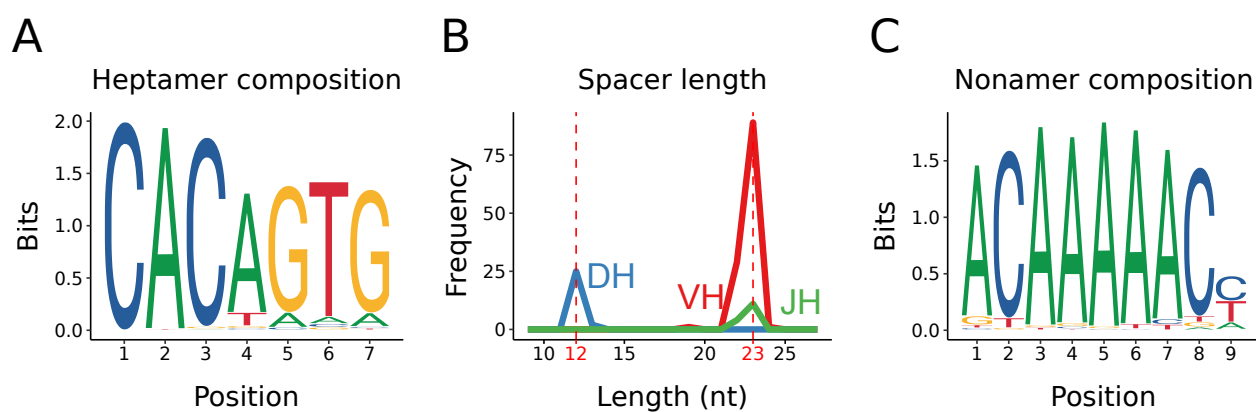 A
B
C
Heptamer composition
Spacer length
Nonamer composition
Bits
2.0
1.5
1.0
0.5
0.0
CACAGTG
T
A
A
A
1 2 3 4 5 6 7
Position
Frequency
75
50
25
0
DH
VH
JH
10 12 15 20 23 25
Length (nt)
Bits
1.5
1.0
0.5
0.0
ACAAAAACC
G
T
T
A
1 2 3 4 5 6 7 8 9
Position